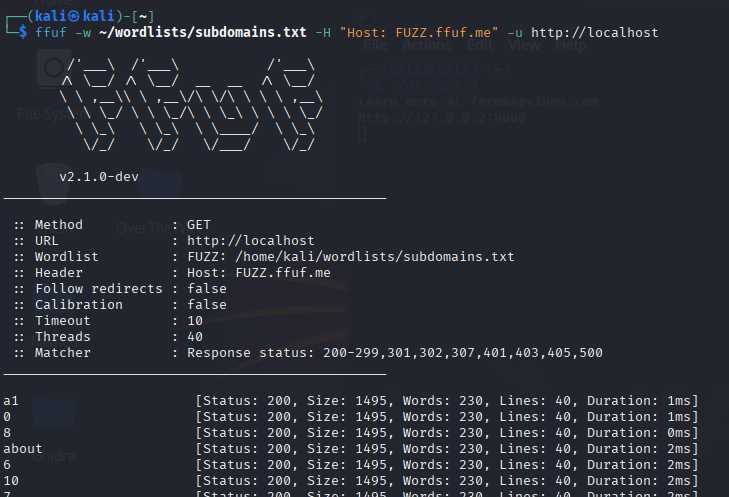 ┌──(kali㉿kali)-[~]
└─$ ffuf -w ~/wordlists/subdomains.txt -H "Host: FUZZ.ffuf.me" -u http://localhost
File Actions Edit View Help
Learn more at TeroKarvinen.com
http://127.0.0.2:8000
v2.1.0-dev
:: Method : GET
:: URL : http://localhost
:: Wordlist : FUZZ: /home/kali/wordlists/subdomains.txt
:: Header : Host: FUZZ.ffuf.me
:: Follow redirects : false
:: Calibration : false
:: Timeout : 10
:: Threads : 40
:: Matcher : Response status: 200-299,301,302,307,401,403,405,500
a1 [Status: 200, Size: 1495, Words: 230, Lines: 40, Duration: 1ms]
0 [Status: 200, Size: 1495, Words: 230, Lines: 40, Duration: 1ms]
8 [Status: 200, Size: 1495, Words: 230, Lines: 40, Duration: 0ms]
about [Status: 200, Size: 1495, Words: 230, Lines: 40, Duration: 2ms]
6 [Status: 200, Size: 1495, Words: 230, Lines: 40, Duration: 2ms]
10 [Status: 200, Size: 1495, Words: 230, Lines: 40, Duration: 2ms]